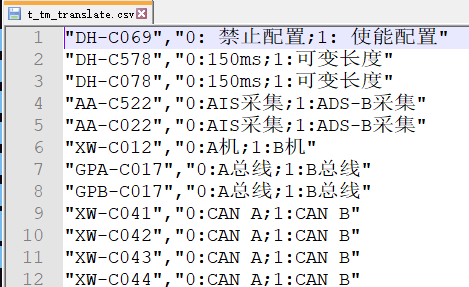 t_tm_translate.csv
1 "DH-C069","0: 禁止配置;1: 使能配置"
2 "DH-C578","0:150ms;1:可变长度"
3 "DH-C078","0:150ms;1:可变长度"
4 "AA-C522","0:AIS采集;1:ADS-B采集"
5 "AA-C022","0:AIS采集;1:ADS-B采集"
6 "XW-C012","0:A机;1:B机"
7 "GPA-C017","0:A总线;1:B总线"
8 "GPB-C017","0:A总线;1:B总线"
9 "XW-C041","0:CAN A;1:CAN B"
10 "XW-C042","0:CAN A;1:CAN B"
11 "XW-C043","0:CAN A;1:CAN B"
12 "XW-C044","0:CAN A;1:CAN B"